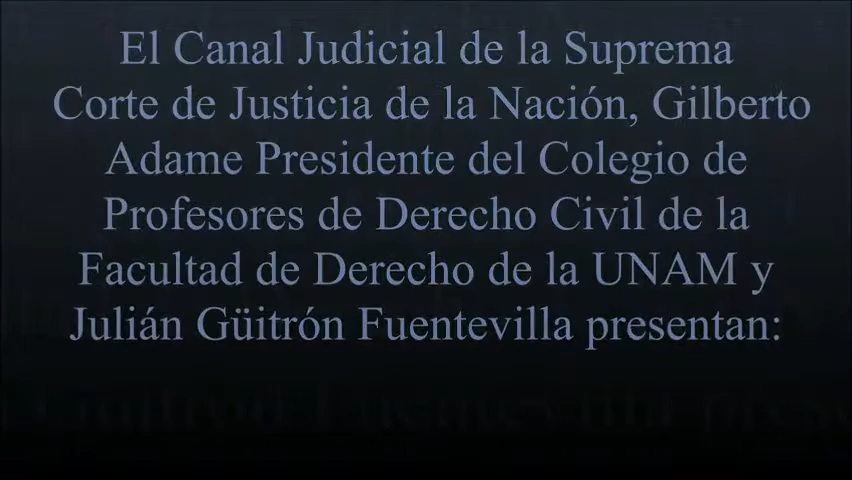 El Canal Judicial de la Suprema
Corte de Justicia de la Nación, Gilberto
Adame Presidente del Colegio de
Profesores de Derecho Civil de la
Facultad de Derecho de la UNAM y
Julián Güitrón Fuentevilla presentan: